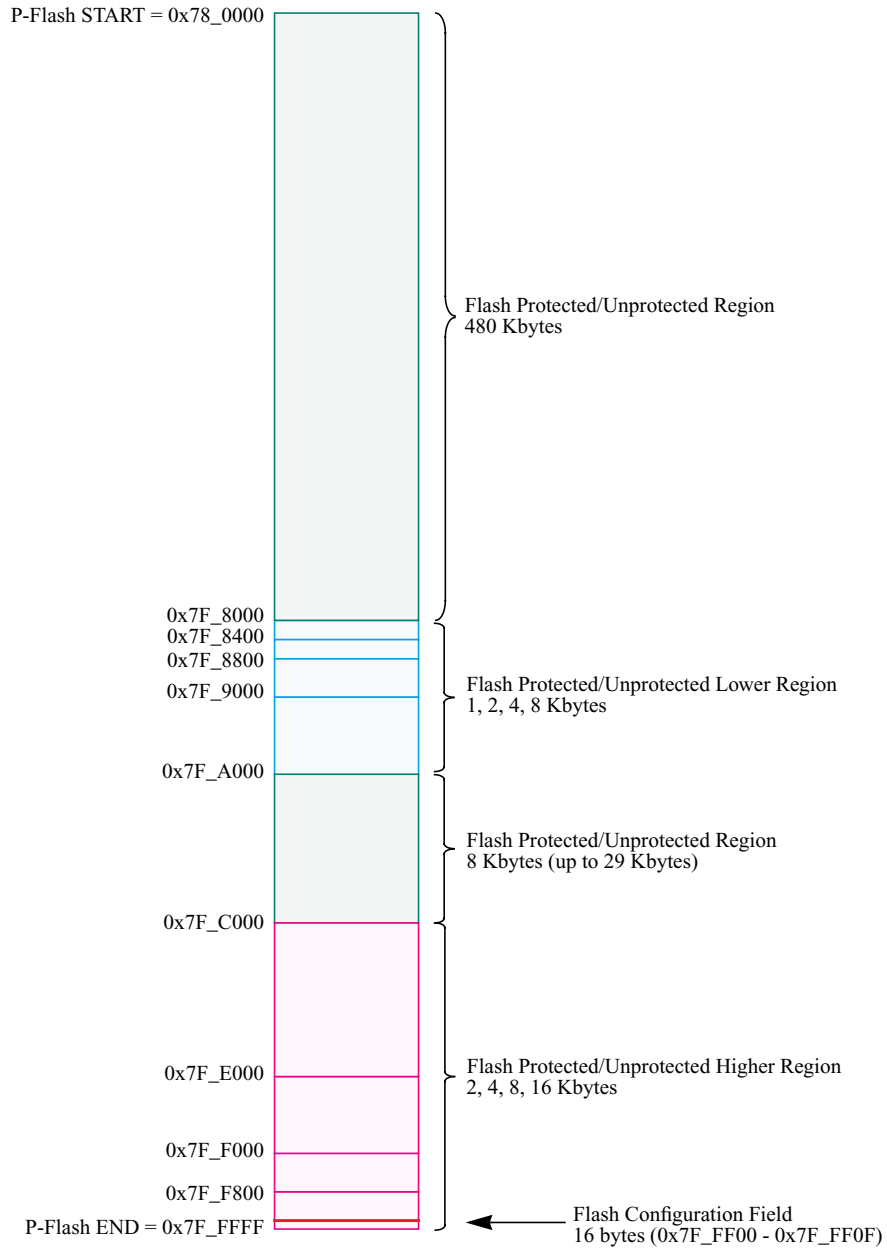 P-Flash START = 0x78_0000
Flash Protected/Unprotected Region
480 Kbytes
0x7F_8000
0x7F_8400
0x7F_8800
0x7F_9000
Flash Protected/Unprotected Lower Region
1, 2, 4, 8 Kbytes
0x7F_A000
Flash Protected/Unprotected Region
8 Kbytes (up to 29 Kbytes)
0x7F_C000
Flash Protected/Unprotected Higher Region
2, 4, 8, 16 Kbytes
0x7F_E000
0x7F_F000
0x7F_F800
P-Flash END = 0x7F_FFFF
Flash Configuration Field
16 bytes (0x7F_FF00 - 0x7F_FF0F)